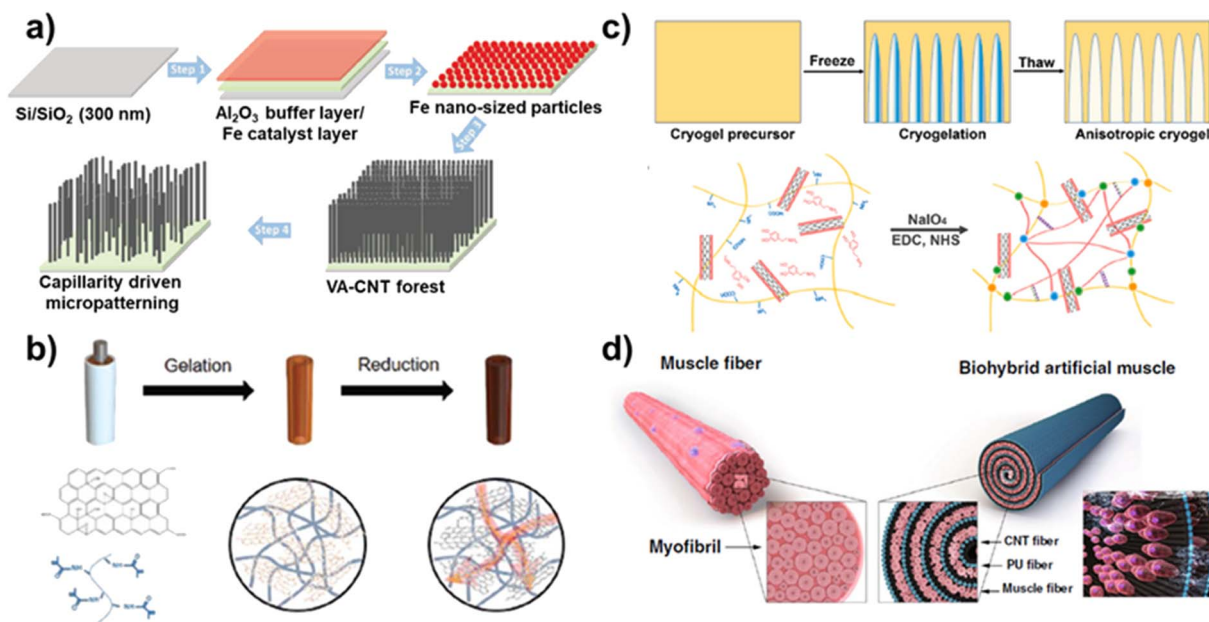 a)
Step 1
Step 2
Si/SiO₂ (300 nm)
Al₂O₃ buffer layer/
Fe catalyst layer
Fe nano-sized particles
Step 3
Step 4
Capillarity driven
micropatterning
VA-CNT forest
b)
Gelation
Reduction
c)
Freeze
Thaw
Cryogel precursor
Cryogelation
Anisotropic cryogel
NaIO₄
EDC, NHS
d)
Muscle fiber
Biohybrid artificial muscle
Myofibril
CNT fiber
PU fiber
Muscle fiber